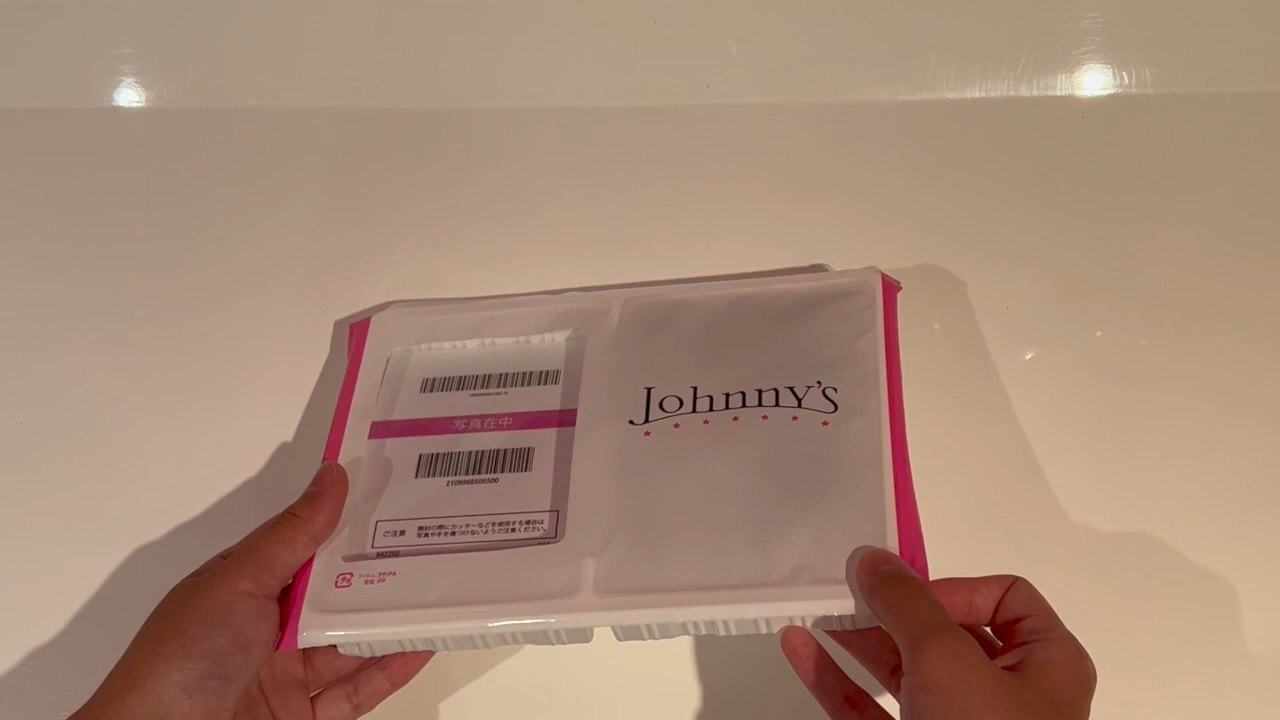 写真在中
2109968505500
ご注意
開封の際にカッターなどを使用する場合は
写真や手を傷つけないようご注意ください。
942203
Johnny's